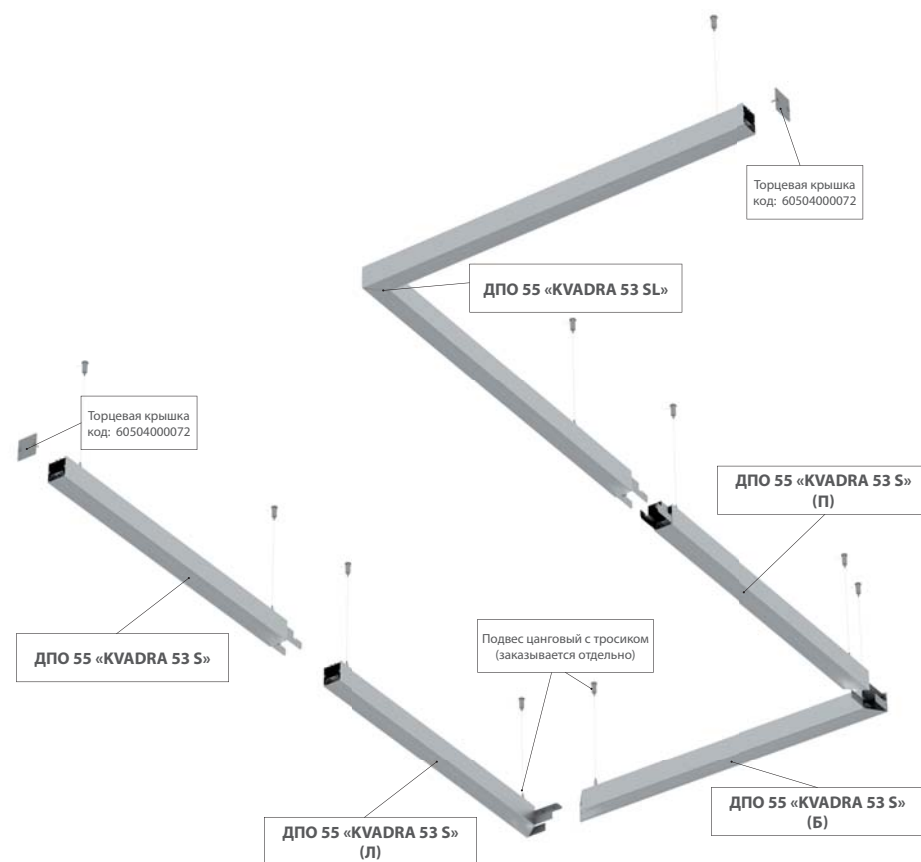 Торцевая крышка
код: 60504000072
ДПО 55 «KVADRA 53 SL»
Торцевая крышка
код: 60504000072
ДПО 55 «KVADRA 53 S»
(П)
ДПО 55 «KVADRA 53 S»
Подвес цанговый с тросиком
(заказывается отдельно)
ДПО 55 «KVADRA 53 S»
(Б)
ДПО 55 «KVADRA 53 S»
(Л)